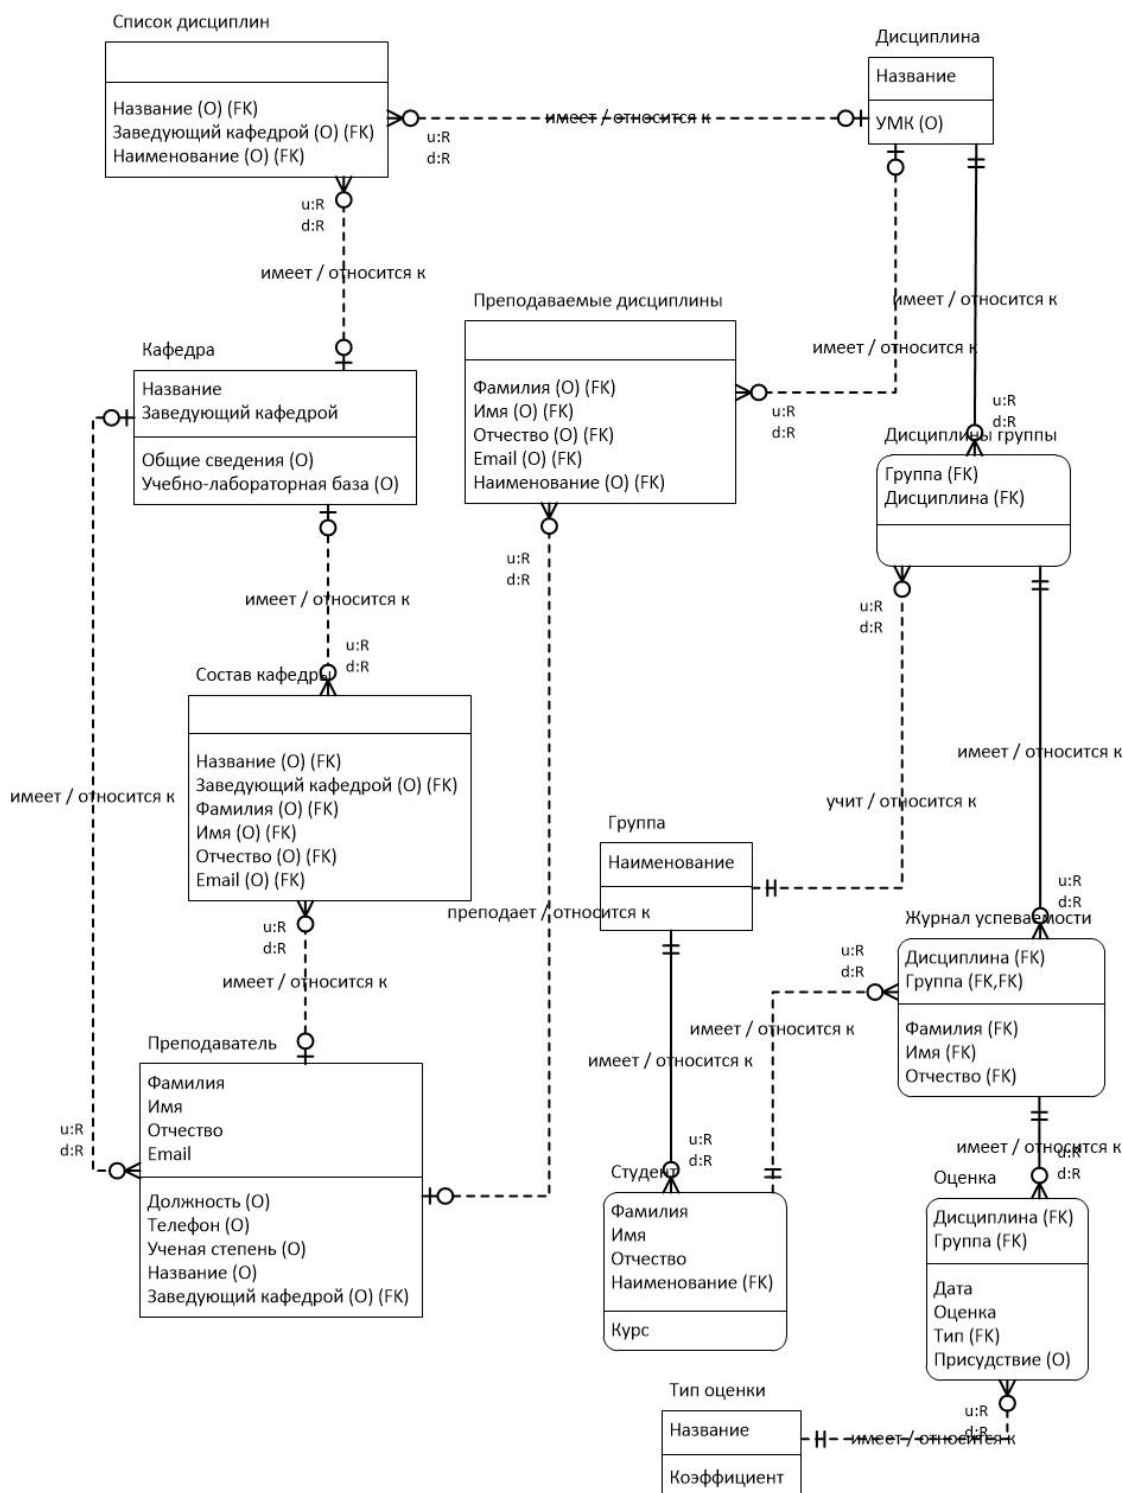 Список дисциплин
Название (О) (FK)
Заведующий кафедрой (О) (FK)
Наименование (О) (FK)
Дисциплина
Название
УМК (О)
имеет / относится к
u:R
d:R
u:R
d:R
имеет / относится к
Преподаваемые дисциплины
Фамилия (О) (FK)
Имя (О) (FK)
Отчество (О) (FK)
Email (О) (FK)
Наименование (О) (FK)
имеет / относится к
имеет / относится к
u:R
d:R
u:R
d:R
Кафедра
Название
Заведующий кафедрой
Общие сведения (О)
Учебно-лабораторная база (О)
Дисциплины группы
Группа (FK)
Дисциплина (FK)
u:R
d:R
u:R
d:R
имеет / относится к
u:R
d:R
Состав кафедры
Название (О) (FK)
Заведующий кафедрой (О) (FK)
Фамилия (О) (FK)
Имя (О) (FK)
Отчество (О) (FK)
Email (О) (FK)
имеет / относится к
имеет / относится к
учит / относится к
Группа
Наименование
преподает / относится к
u:R
d:R
имеет / относится к
u:R
d:R
Журнал успеваемости
Дисциплина (FK)
Группа (FK,FK)
Фамилия (FK)
Имя (FK)
Отчество (FK)
u:R
d:R
имеет / относится к
имеет / относится к
Преподаватель
Фамилия
Имя
Отчество
Email
Должность (О)
Телефон (О)
Ученая степень (О)
Название (О)
Заведующий кафедрой (О) (FK)
u:R
d:R
u:R
d:R
Студент
Фамилия
Имя
Отчество
Наименование (FK)
Курс
имеет / относится к
u:R
d:R
Оценка
Дисциплина (FK)
Группа (FK)
Дата
Оценка
Тип (FK)
Присудствие (О)
u:R
d:R
имеет / относится к
Тип оценки
Название
Коэффициент